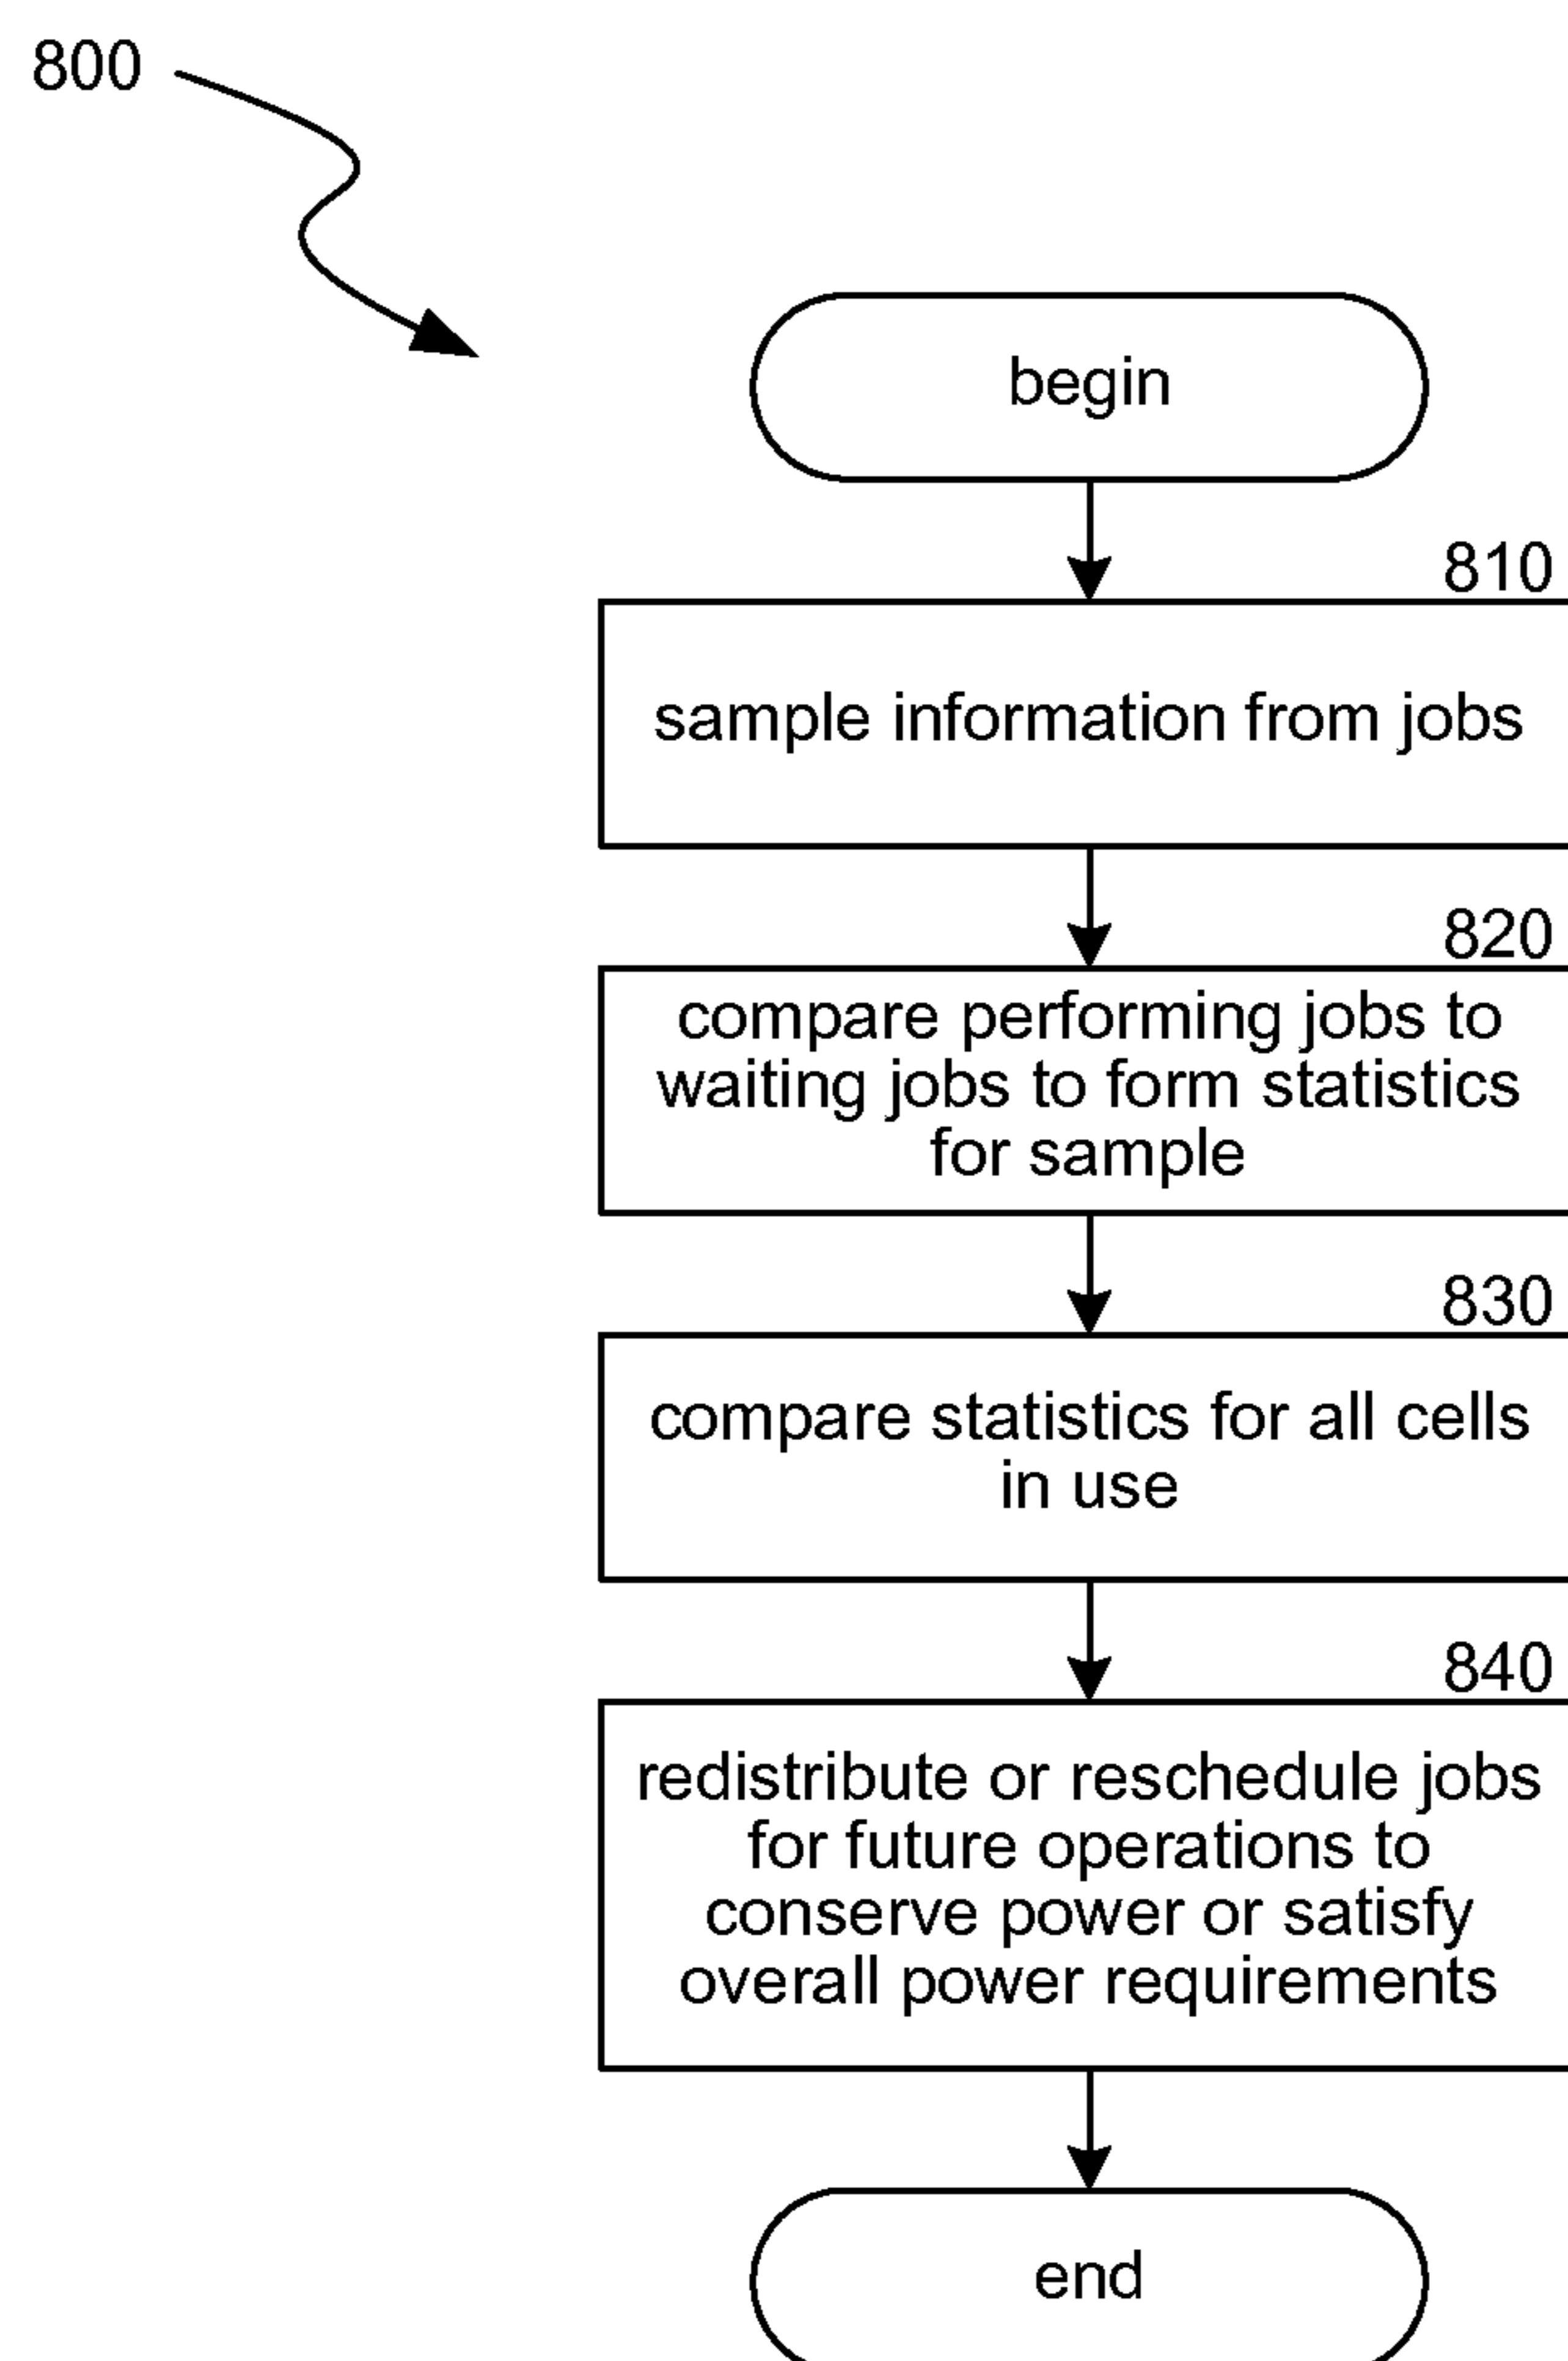 800
begin
810
sample information from jobs
820
compare performing jobs to
waiting jobs to form statistics
for sample
830
compare statistics for all cells
in use
840
redistribute or reschedule jobs
for future operations to
conserve power or satisfy
overall power requirements
end